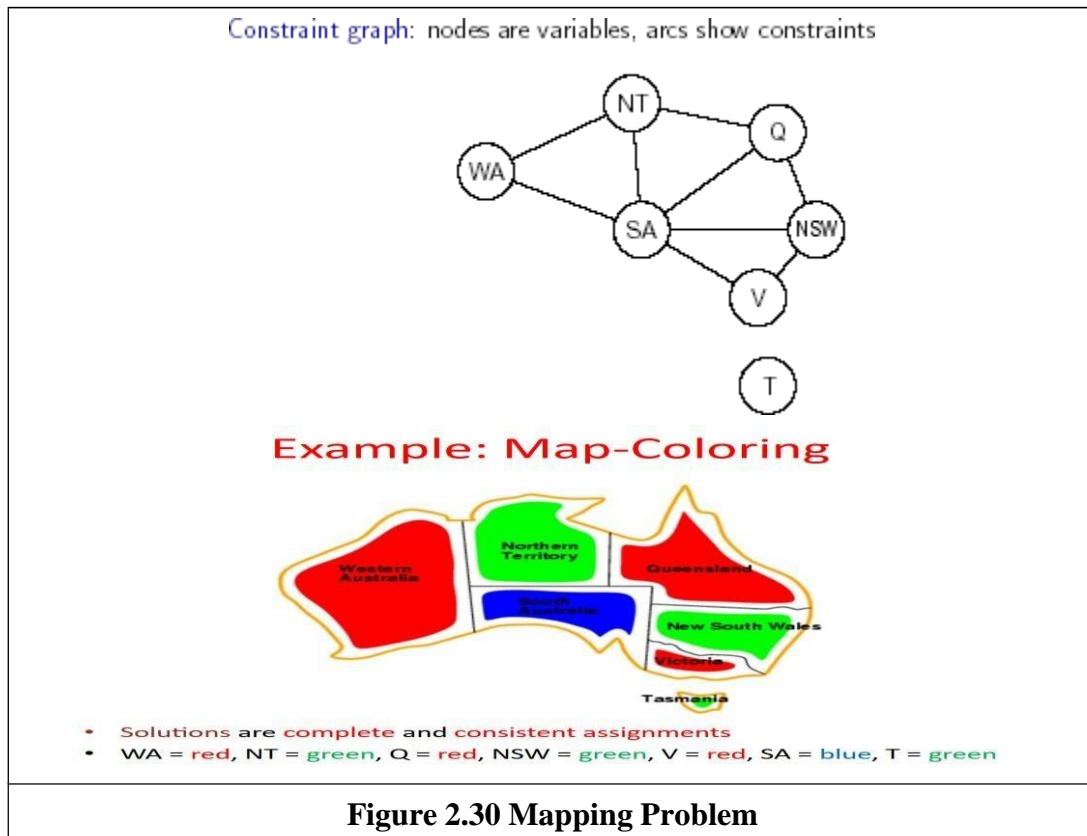 Constraint graph: nodes are variables, arcs show constraints
NT
Q
WA
SA
NSW
V
T
Example: Map-Coloring
Northern
Territory
Western
Australia
Queensland
South
Australia
New South Wales
Victoria
Tasmania
• Solutions are complete and consistent assignments
• WA = red, NT = green, Q = red, NSW = green, V = red, SA = blue, T = green
Figure 2.30 Mapping Problem